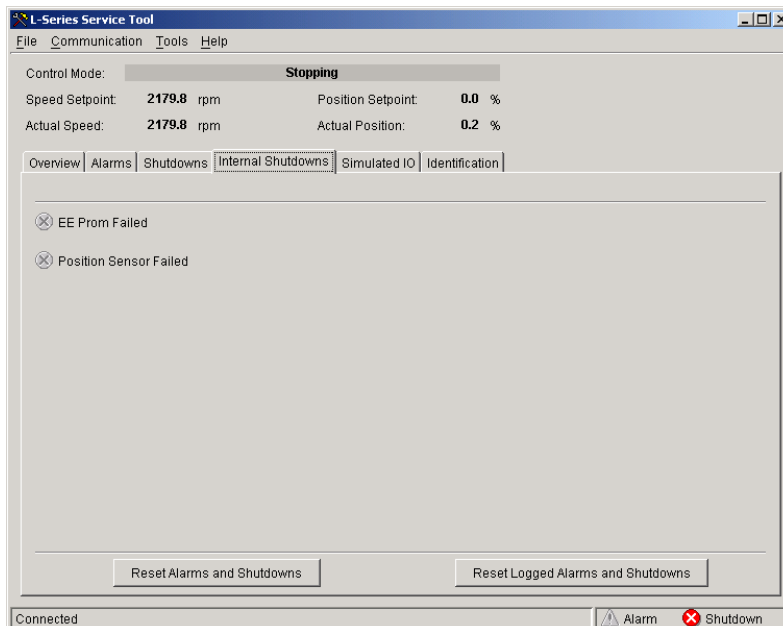 L-Series Service Tool
File Communication Tools Help
Control Mode: Stopping
Speed Setpoint: 2179.8 rpm Position Setpoint: 0.0 %
Actual Speed: 2179.8 rpm Actual Position: 0.2 %
Overview Alarms Shutdowns Internal Shutdowns Simulated IO Identification
EE Prom Failed
Position Sensor Failed
Reset Alarms and Shutdowns Reset Logged Alarms and Shutdowns
Connected Alarm Shutdown